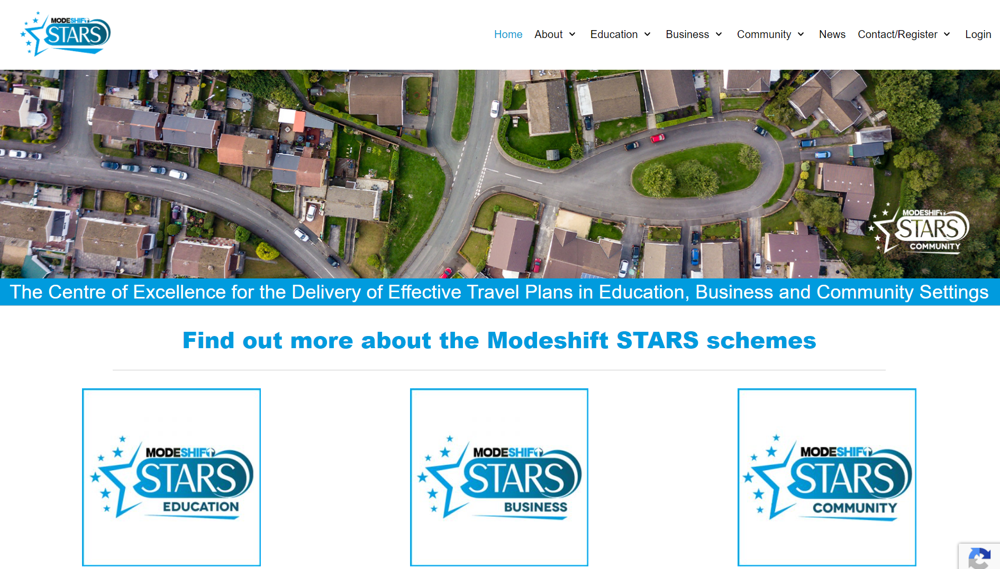 MODESHIFT
STARS
Home About Education Business Community News Contact/Register Login
MODESHIFT
STARS
COMMUNITY
The Centre of Excellence for the Delivery of Effective Travel Plans in Education, Business and Community Settings
Find out more about the Modeshift STARS schemes
MODESHIFT
STARS
EDUCATION
MODESHIFT
STARS
BUSINESS
MODESHIFT
STARS
COMMUNITY